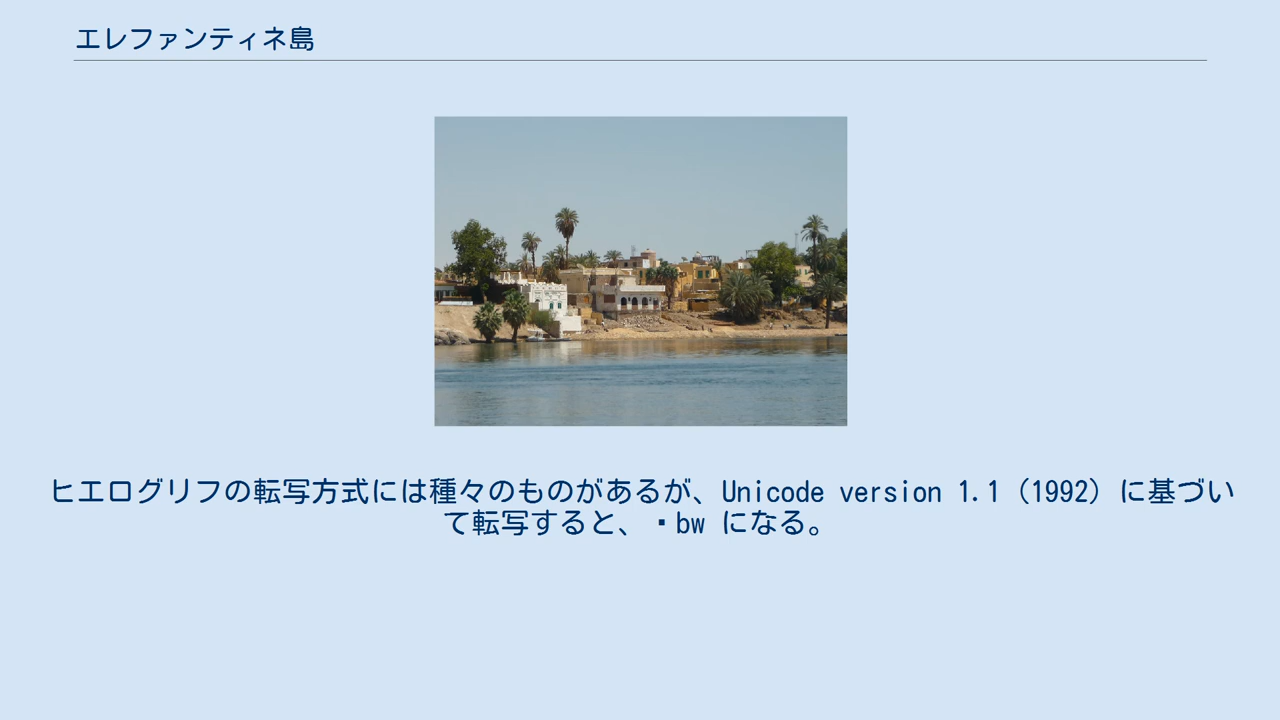 エレファンティネ島
ヒエログリフの転写方式には種々のものがあるが、Unicode version 1.1（1992）に基づい
て転写すると、▪bw になる。